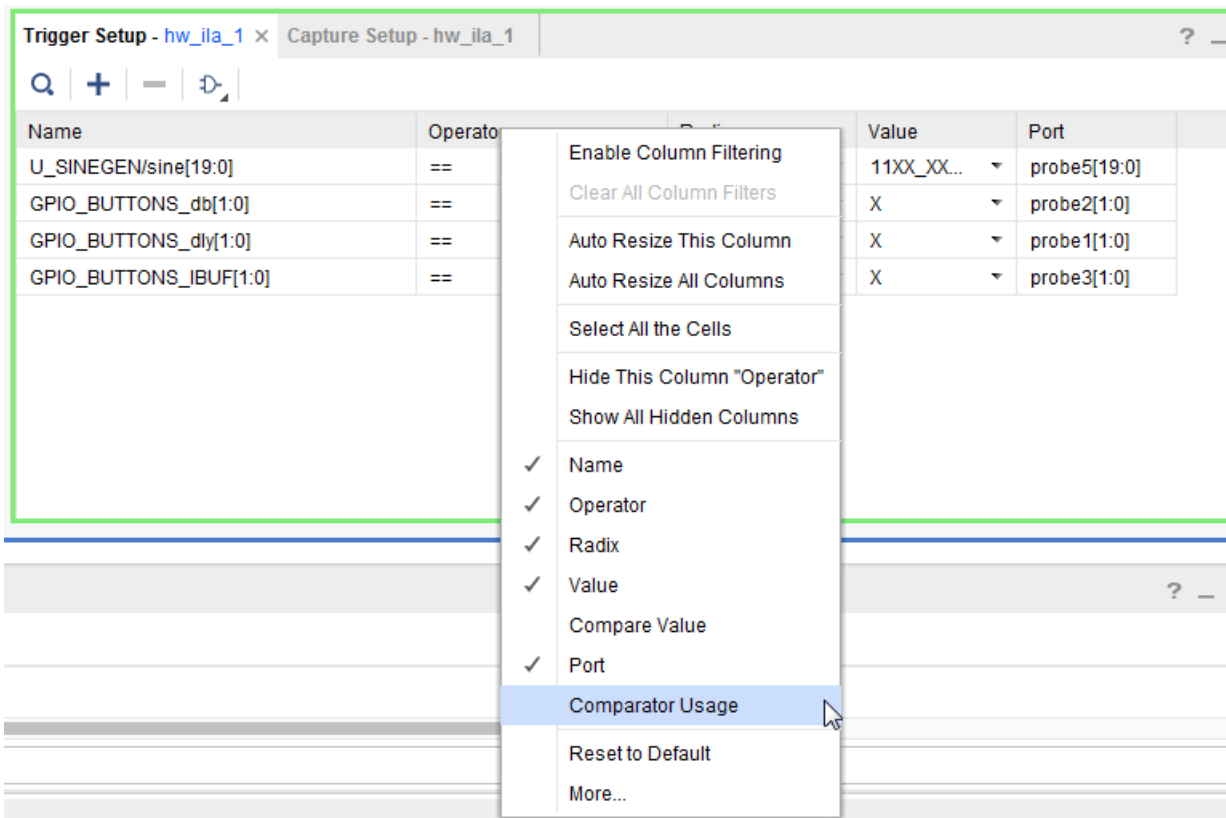 Trigger Setup - hw_ila_1 × Capture Setup - hw_ila_1 ?
Name Value Port
U_SINEGEN/sine[19:0] == 11XX_XX... probe5[19:0]
GPIO_BUTTONS_db[1:0] == X probe2[1:0]
GPIO_BUTTONS_dly[1:0] == X probe1[1:0]
GPIO_BUTTONS_IBUF[1:0] == X probe3[1:0]
Enable Column Filtering
Clear All Column Filters
Auto Resize This Column
Auto Resize All Columns
Select All the Cells
Hide This Column "Operator"
Show All Hidden Columns
Name
Operator
Radix
Value
Compare Value
Port
Comparator Usage
Reset to Default
More...
?